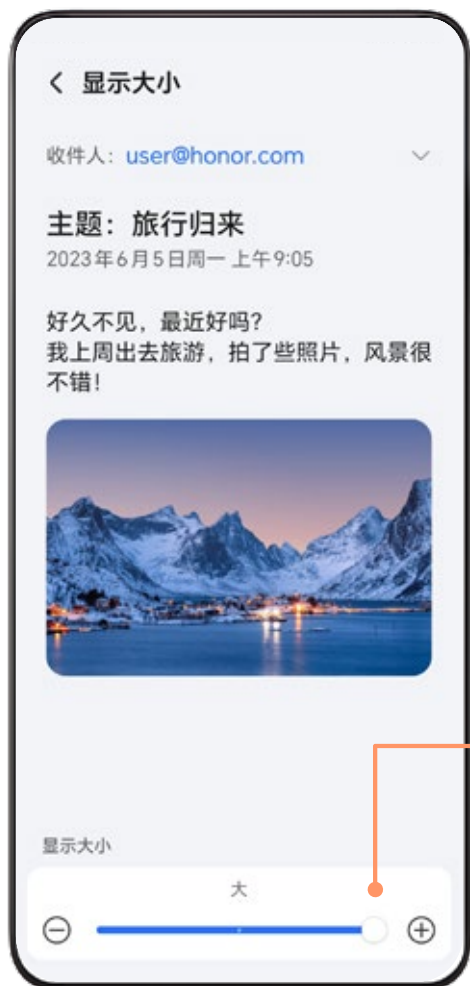 显示大小
收件人：user@honor.com
主题：旅行归来
2023年6月5日周一 上午9:05
好久不见，最近好吗？
我上周出去旅游，拍了些照片，风景很
不错！
显示大小
大